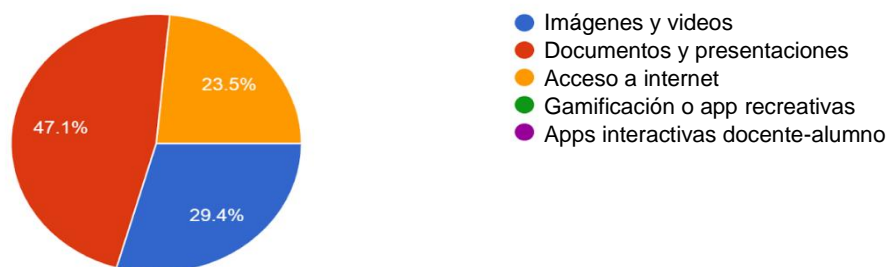 Imágenes y videos
Documentos y presentaciones
Acceso a internet
Gamificación o app recreativas
Apps interactivas docente-alumno
23.5%
47.1%
29.4%